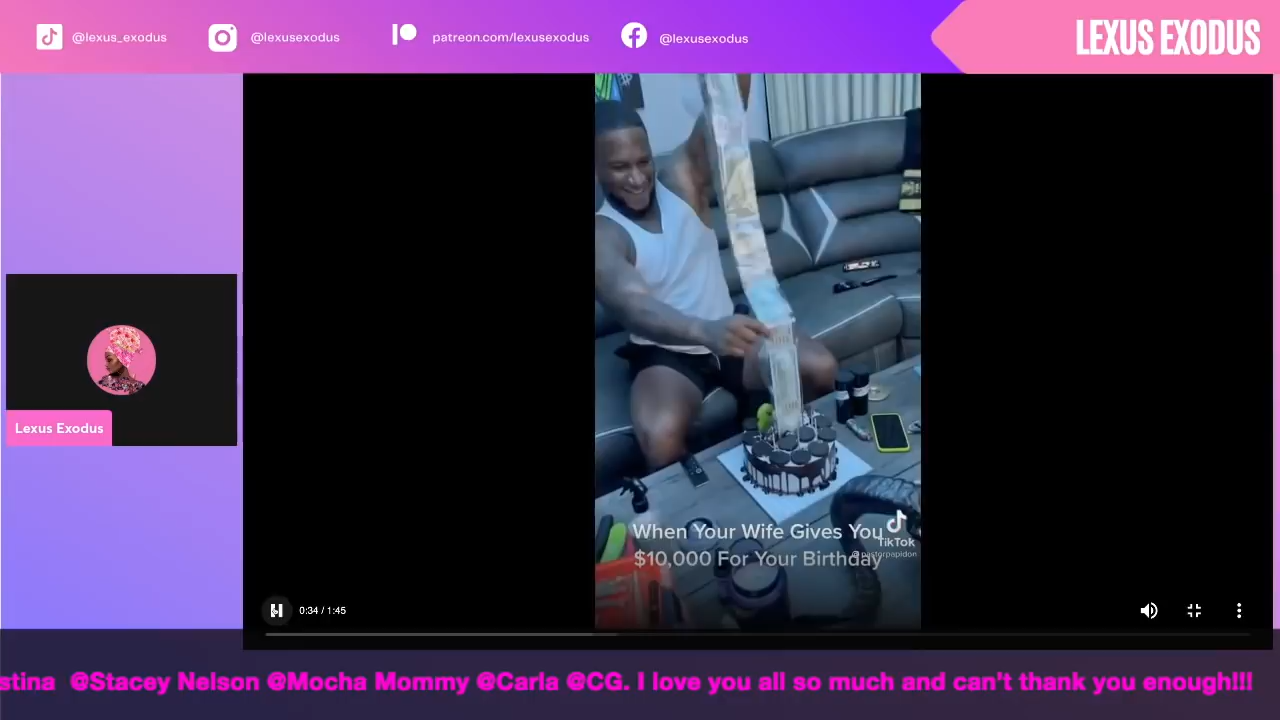 @lexus_exodus
@lexusexodus
patreon.com/lexusexodus
@lexusexodus
LEXUS EXODUS
Lexus Exodus
When Your Wife Gives You
$10,000 For Your Birthday
TikTok
@pastorpapidon
0:34 / 1:45
stina @Stacey Nelson @Mocha Mommy @Carla @CG. I love you all so much and can't thank you enough!!!